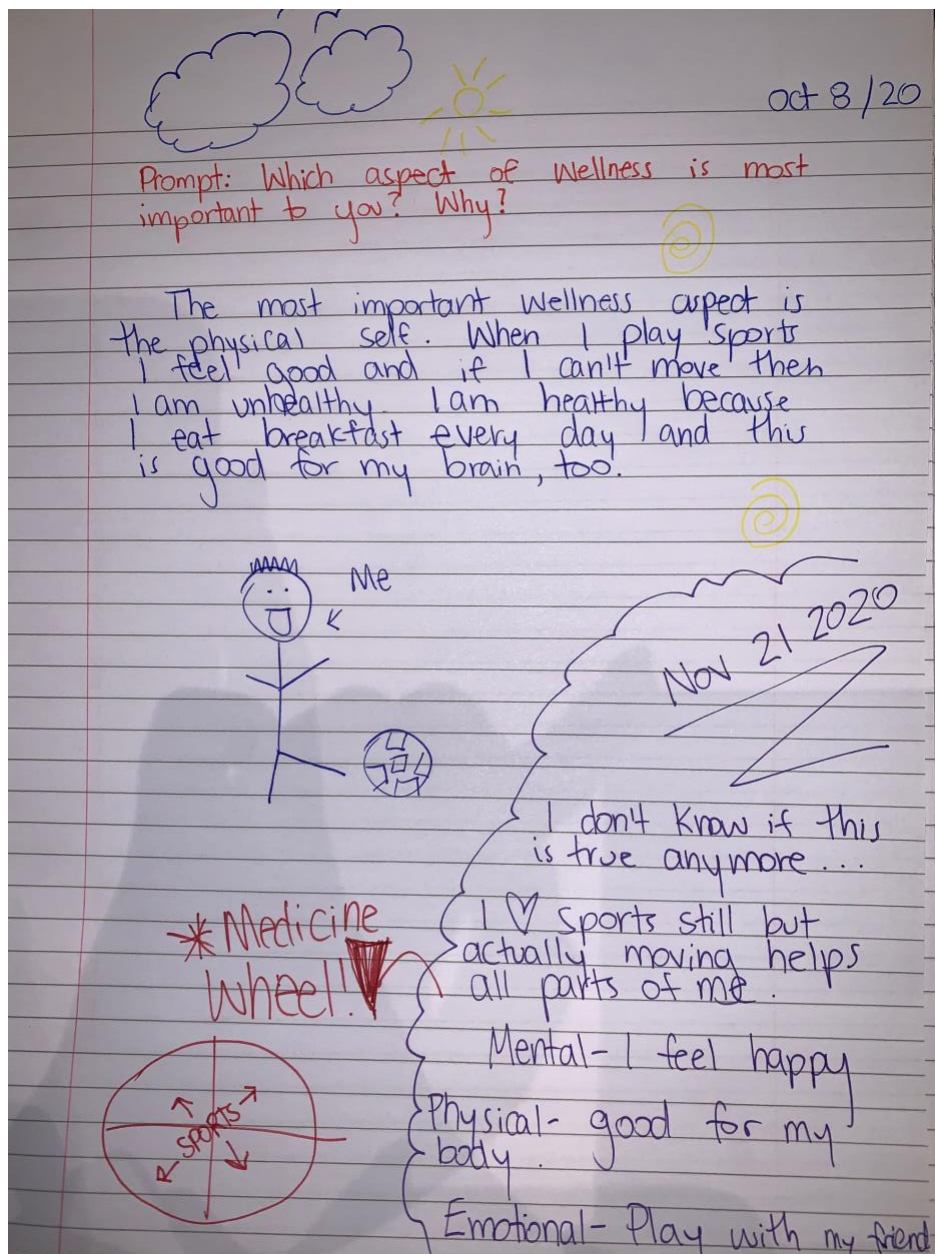 oct 8/20
Prompt: Which aspect of wellness is most
important to you? Why?
The most important wellness aspect is
the physical self. When I play sports
I feel good and if I can't move then
I am unhealthy. I am healthy because
I eat breakfast every day and this
is good for my brain, too.
Me
Nov 21 2020
I don't know if this
is true anymore...
I ♡ sports still but
actually moving helps
all parts of me.
*Medicine
Wheel!
SPORTS
Mental- I feel happy
Physical- good for my
body.
Emotional- Play with my friend